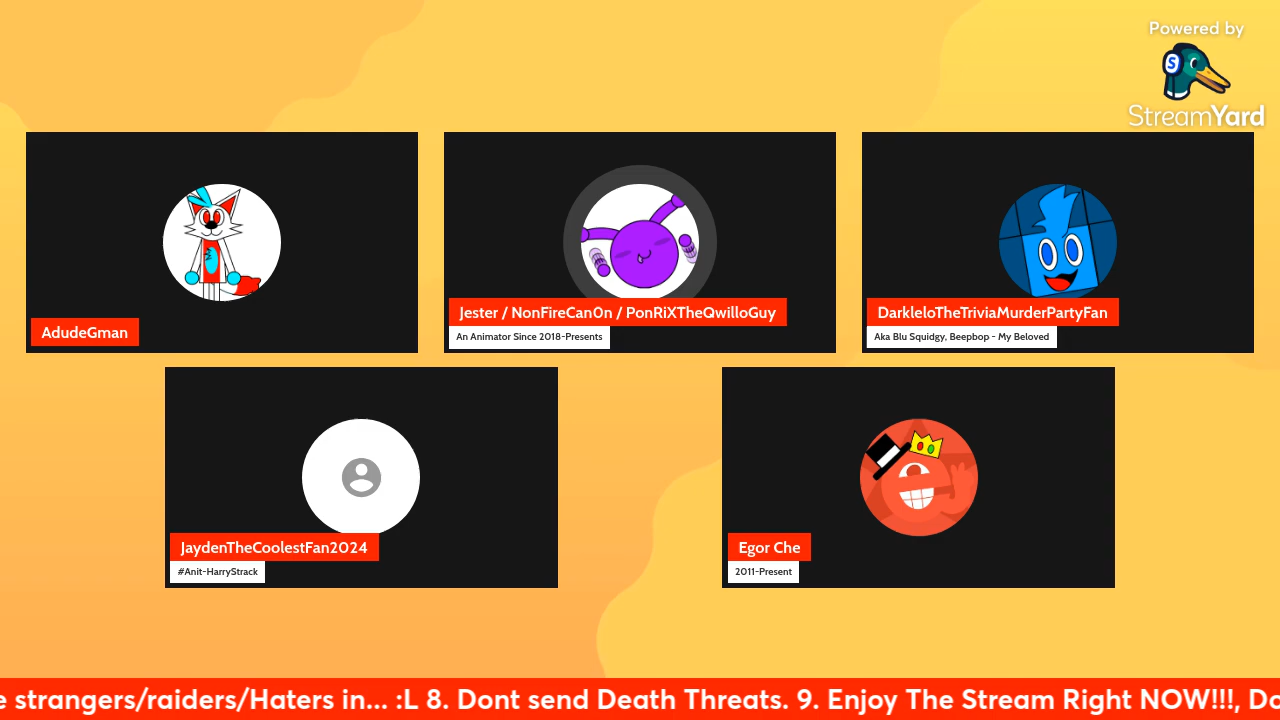 Powered by
S
StreamYard
AdudeGman
Jester / NonFireCan0n / PonRiXTheQwilloGuy
An Animator Since 2018-Presents
DarkleloTheTriviaMurderPartyFan
Aka Blu Squidgy, Beepbop - My Beloved
JaydenTheCoolestFan2024
#Anit-HarryStrack
Egor Che
2011-Present
e strangers/raiders/Haters in... :L 8. Dont send Death Threats. 9. Enjoy The Stream Right NOW!!!, Do